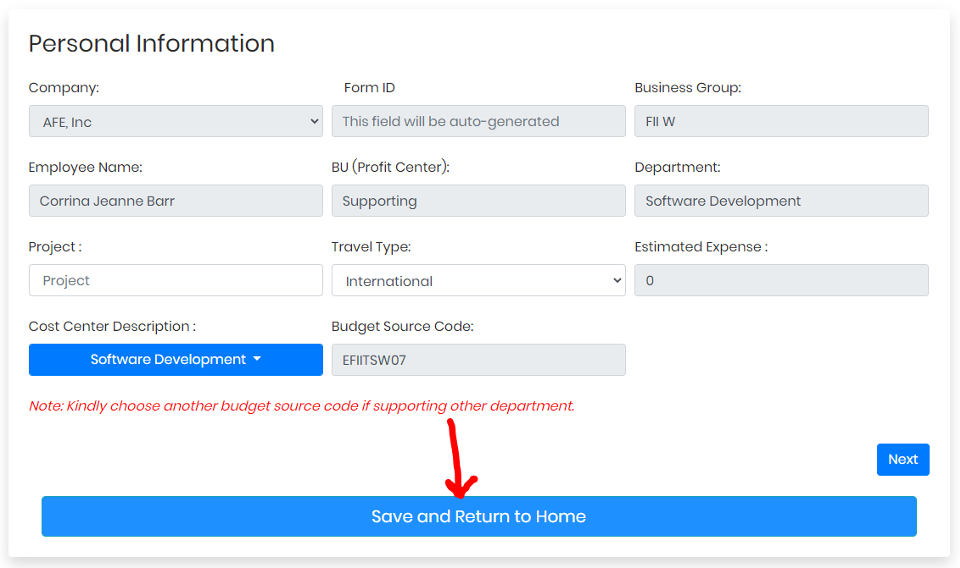 Personal Information
Company: Form ID Business Group:
AFE, Inc This field will be auto-generated FII W
Employee Name: BU (Profit Center): Department:
Corrina Jeanne Barr Supporting Software Development
Project : Travel Type: Estimated Expense :
Project International 0
Cost Center Description : Budget Source Code:
Software Development EFIITSW07
Note: Kindly choose another budget source code if supporting other department.
Next
Save and Return to Home